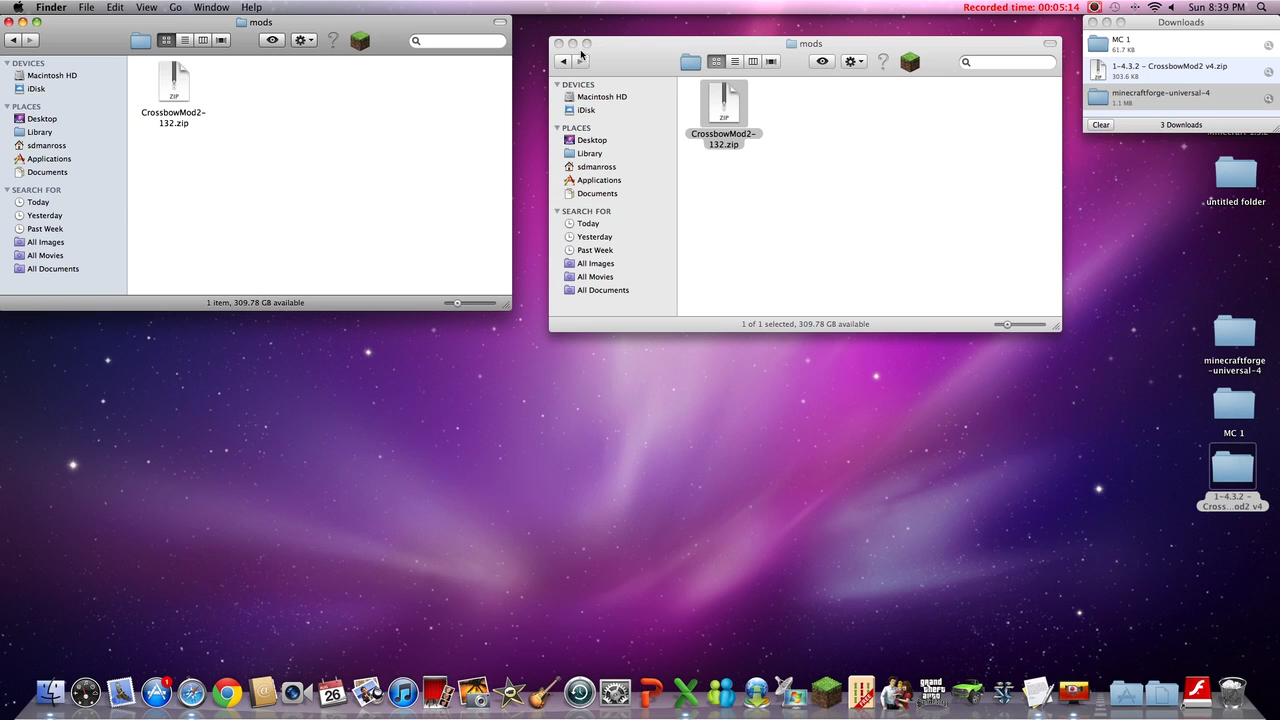 Finder File Edit View Go Window Help
Recorded time: 00:05:14
Sun 8:39 PM
mods
DEVICES
Macintosh HD
iDisk
PLACES
Desktop
Library
sdmanross
Applications
Documents
SEARCH FOR
Today
Yesterday
Past Week
All Images
All Movies
All Documents
ZIP
CrossbowMod2-
132.zip
1 item, 309.78 GB available
mods
DEVICES
Macintosh HD
iDisk
PLACES
Desktop
Library
sdmanross
Applications
Documents
SEARCH FOR
Today
Yesterday
Past Week
All Images
All Movies
All Documents
ZIP
CrossbowMod2-
132.zip
1 of 1 selected, 309.78 GB available
Downloads
MC 1
61.7 KB
1-4.3.2 - CrossbowMod2 v4.zip
303.6 KB
minecraftforge-universal-4
1.1 MB
Clear
3 Downloads
untitled folder
minecraftforge
-universal-4
MC 1
1-4.3.2 -
Cross...od2 v4
1
26